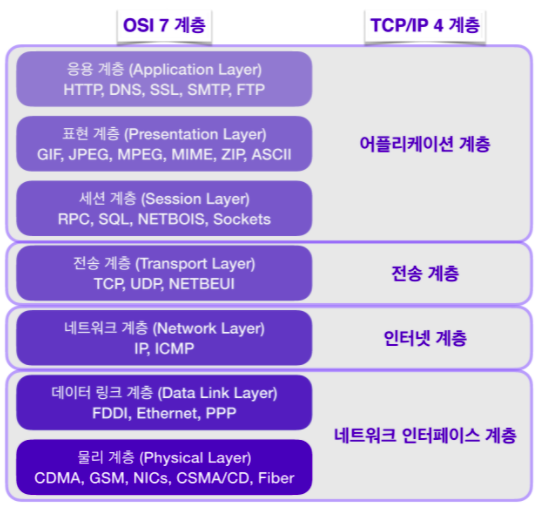 OSI 7 계층
TCP/IP 4 계층
응용 계층 (Application Layer)
HTTP, DNS, SSL, SMTP, FTP
표현 계층 (Presentation Layer)
GIF, JPEG, MPEG, MIME, ZIP, ASCII
세션 계층 (Session Layer)
RPC, SQL, NETBOIS, Sockets
어플리케이션 계층
전송 계층 (Transport Layer)
TCP, UDP, NETBEUI
전송 계층
네트워크 계층 (Network Layer)
IP, ICMP
인터넷 계층
데이터 링크 계층 (Data Link Layer)
FDDI, Ethernet, PPP
물리 계층 (Physical Layer)
CDMA, GSM, NICs, CSMA/CD, Fiber
네트워크 인터페이스 계층